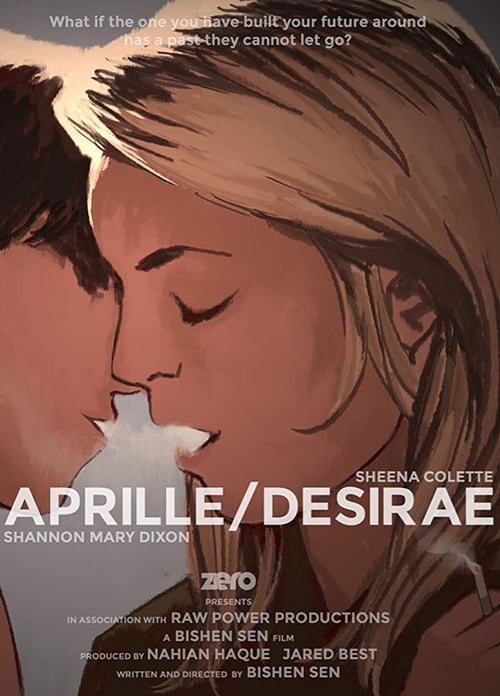 What if the one you have built your future around
has a past they cannot let go?
SHEENA COLETTE
APRILLE/DESIRAE
SHANNON MARY DIXON
zero
PRESENTS
IN ASSOCIATION WITH RAW POWER PRODUCTIONS
A BISHEN SEN FILM
PRODUCED BY NAHIAN HAQUE JARED BEST
WRITTEN AND DIRECTED BY BISHEN SEN